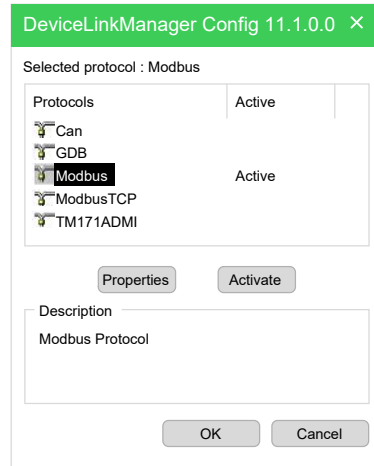 DeviceLinkManager Config 11.1.0.0 ×
Selected protocol : Modbus
Protocols Active
Can
GDB
Modbus Active
ModbusTCP
TM171ADMI
Properties Activate
Description
Modbus Protocol
OK Cancel